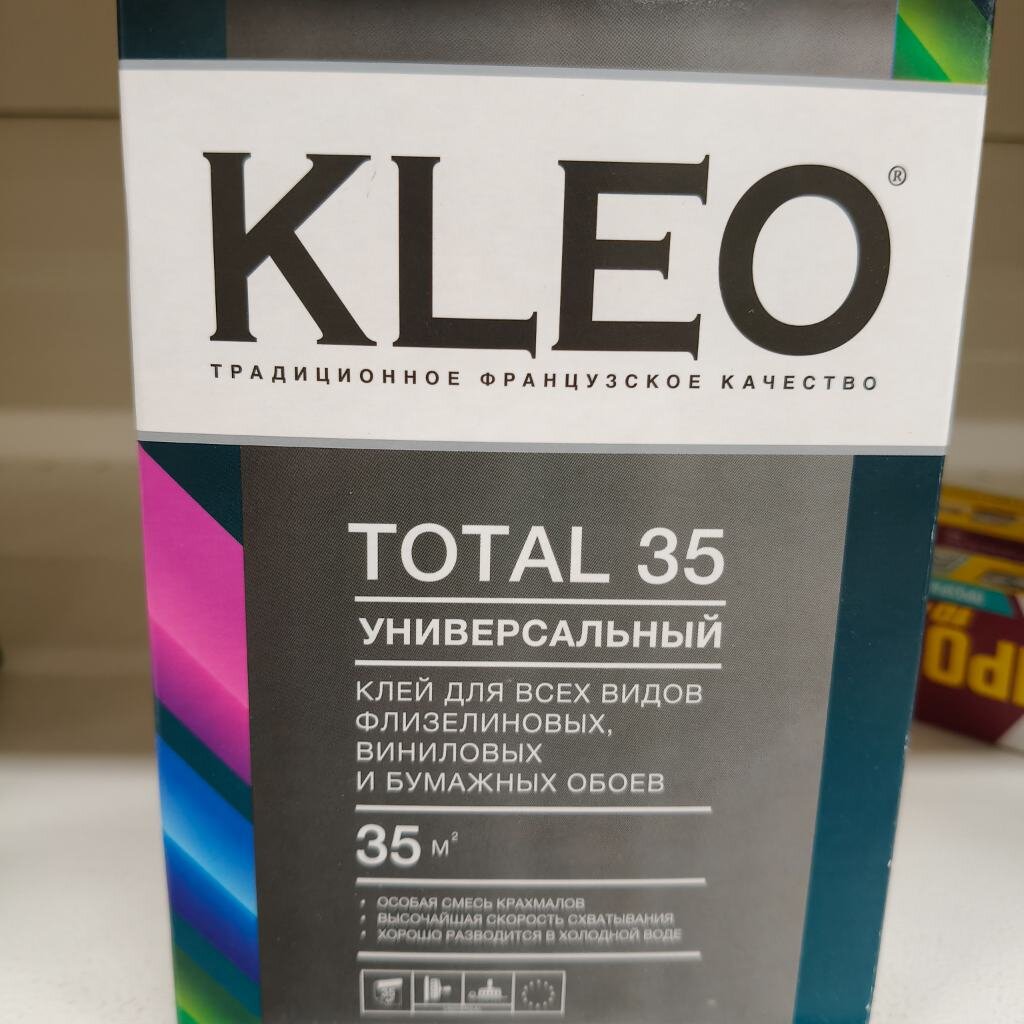 KLEO®
ТРАДИЦИОННОЕ ФРАНЦУЗСКОЕ КАЧЕСТВО
TOTAL 35
УНИВЕРСАЛЬНЫЙ
КЛЕЙ ДЛЯ ВСЕХ ВИДОВ
ФЛИЗЕЛИНОВЫХ,
ВИНИЛОВЫХ
И БУМАЖНЫХ ОБОЕВ
35 м²
• ОСОБАЯ СМЕСЬ КРАХМАЛОВ
• ВЫСОЧАЙШАЯ СКОРОСТЬ СХВАТЫВАНИЯ
• ХОРОШО РАЗВОДИТСЯ В ХОЛОДНОЙ ВОДЕ